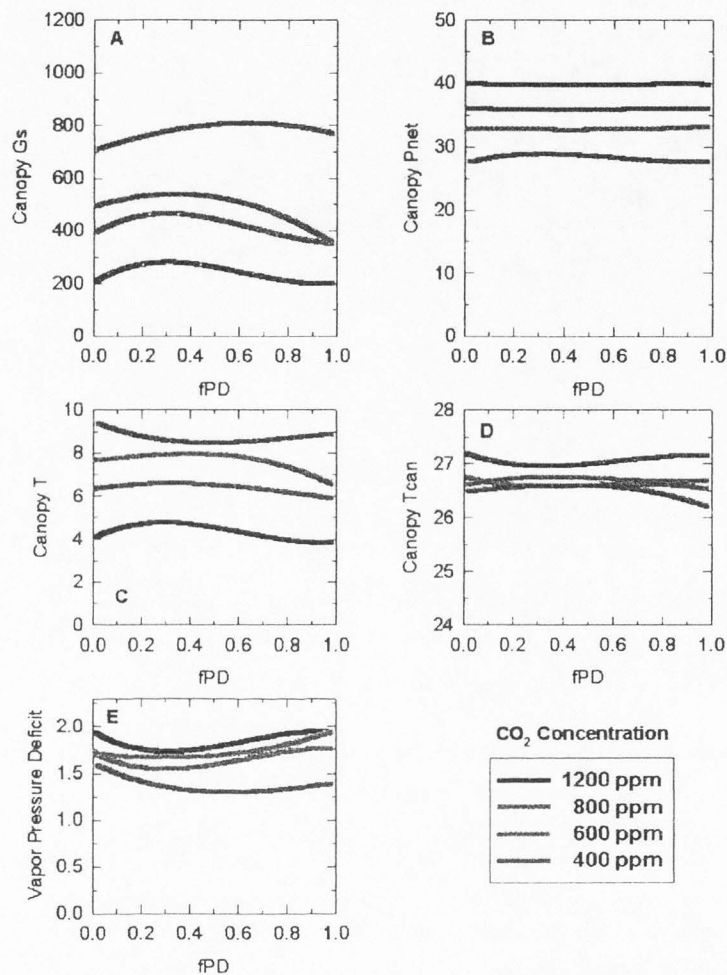 A
1200
1000
800
600
400
200
0
Canopy Gs
0.0 0.2 0.4 0.6 0.8 1.0
fPD
B
50
40
30
20
10
0
Canopy Pnet
0.0 0.2 0.4 0.6 0.8 1.0
fPD
C
10
8
6
4
2
0
Canopy T
0.0 0.2 0.4 0.6 0.8 1.0
fPD
D
28
27
26
25
24
Canopy Tcan
0.0 0.2 0.4 0.6 0.8 1.0
fPD
E
2.0
1.5
1.0
0.5
0.0
Vapor Pressure Deficit
0.0 0.2 0.4 0.6 0.8 1.0
fPD
CO₂ Concentration
1200 ppm
800 ppm
600 ppm
400 ppm